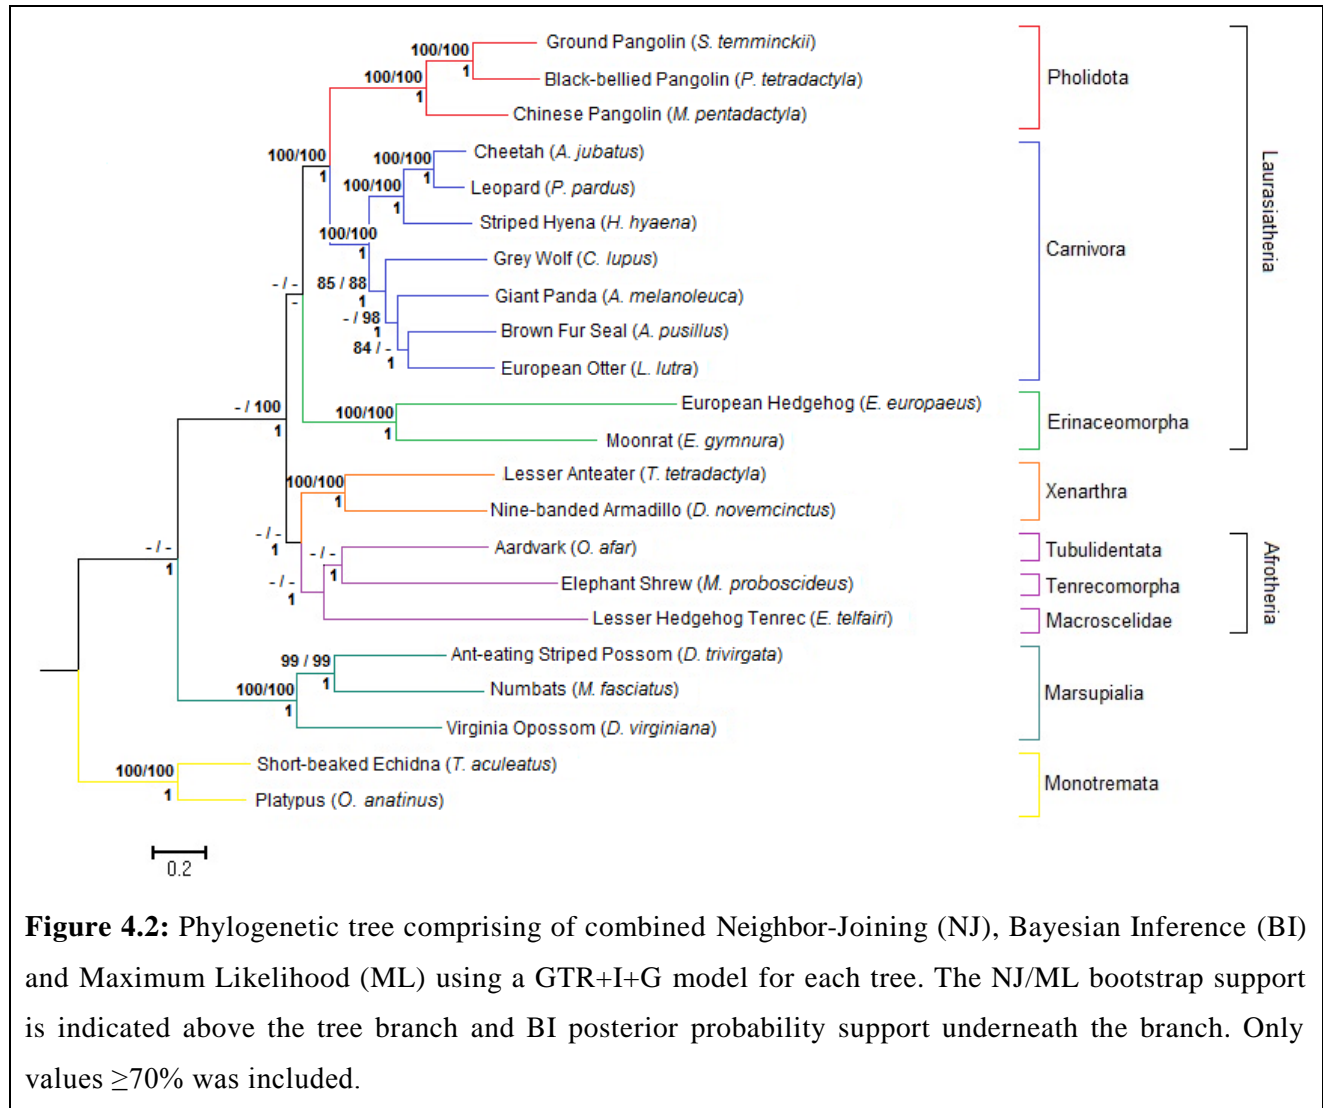 Ground Pangolin (S. temminckii)
100/100
1
Black-bellied Pangolin (P. tetradactyla)
100/100
1
Chinese Pangolin (M. pentadactyla)
Pholidota
100/100
1
Cheetah (A. jubatus)
100/100
1
Leopard (P. pardus)
100/100
1
Striped Hyena (H. hyaena)
100/100
1
Grey Wolf (C. lupus)
85 / 88
1
Giant Panda (A. melanoleuca)
- / 98
1
Brown Fur Seal (A. pusillus)
84 / -
1
European Otter (L. lutra)
Carnivora
- / -
-
European Hedgehog (E. europaeus)
100/100
1
Moonrat (E. gymnura)
Erinaceomorpha
Laurasiatheria
- / 100
1
Lesser Anteater (T. tetradactyla)
100/100
1
Nine-banded Armadillo (D. novemcinctus)
Xenarthra
- / -
1
Aardvark (O. afar)
Tubulidentata
- / -
1
Elephant Shrew (M. proboscideus)
Tenrecomorpha
- / -
1
Lesser Hedgehog Tenrec (E. telfairi)
Macroscelidae
Afrotheria
- / -
1
Ant-eating Striped Possom (D. trivirgata)
99 / 99
1
Numbats (M. fasciatus)
100/100
1
Virginia Opossom (D. virginiana)
Marsupialia
Short-beaked Echidna (T. aculeatus)
100/100
1
Platypus (O. anatinus)
Monotremata
0.2
Figure 4.2: Phylogenetic tree comprising of combined Neighbor-Joining (NJ), Bayesian Inference (BI)
and Maximum Likelihood (ML) using a GTR+I+G model for each tree. The NJ/ML bootstrap support
is indicated above the tree branch and BI posterior probability support underneath the branch. Only
values ≥70% was included.